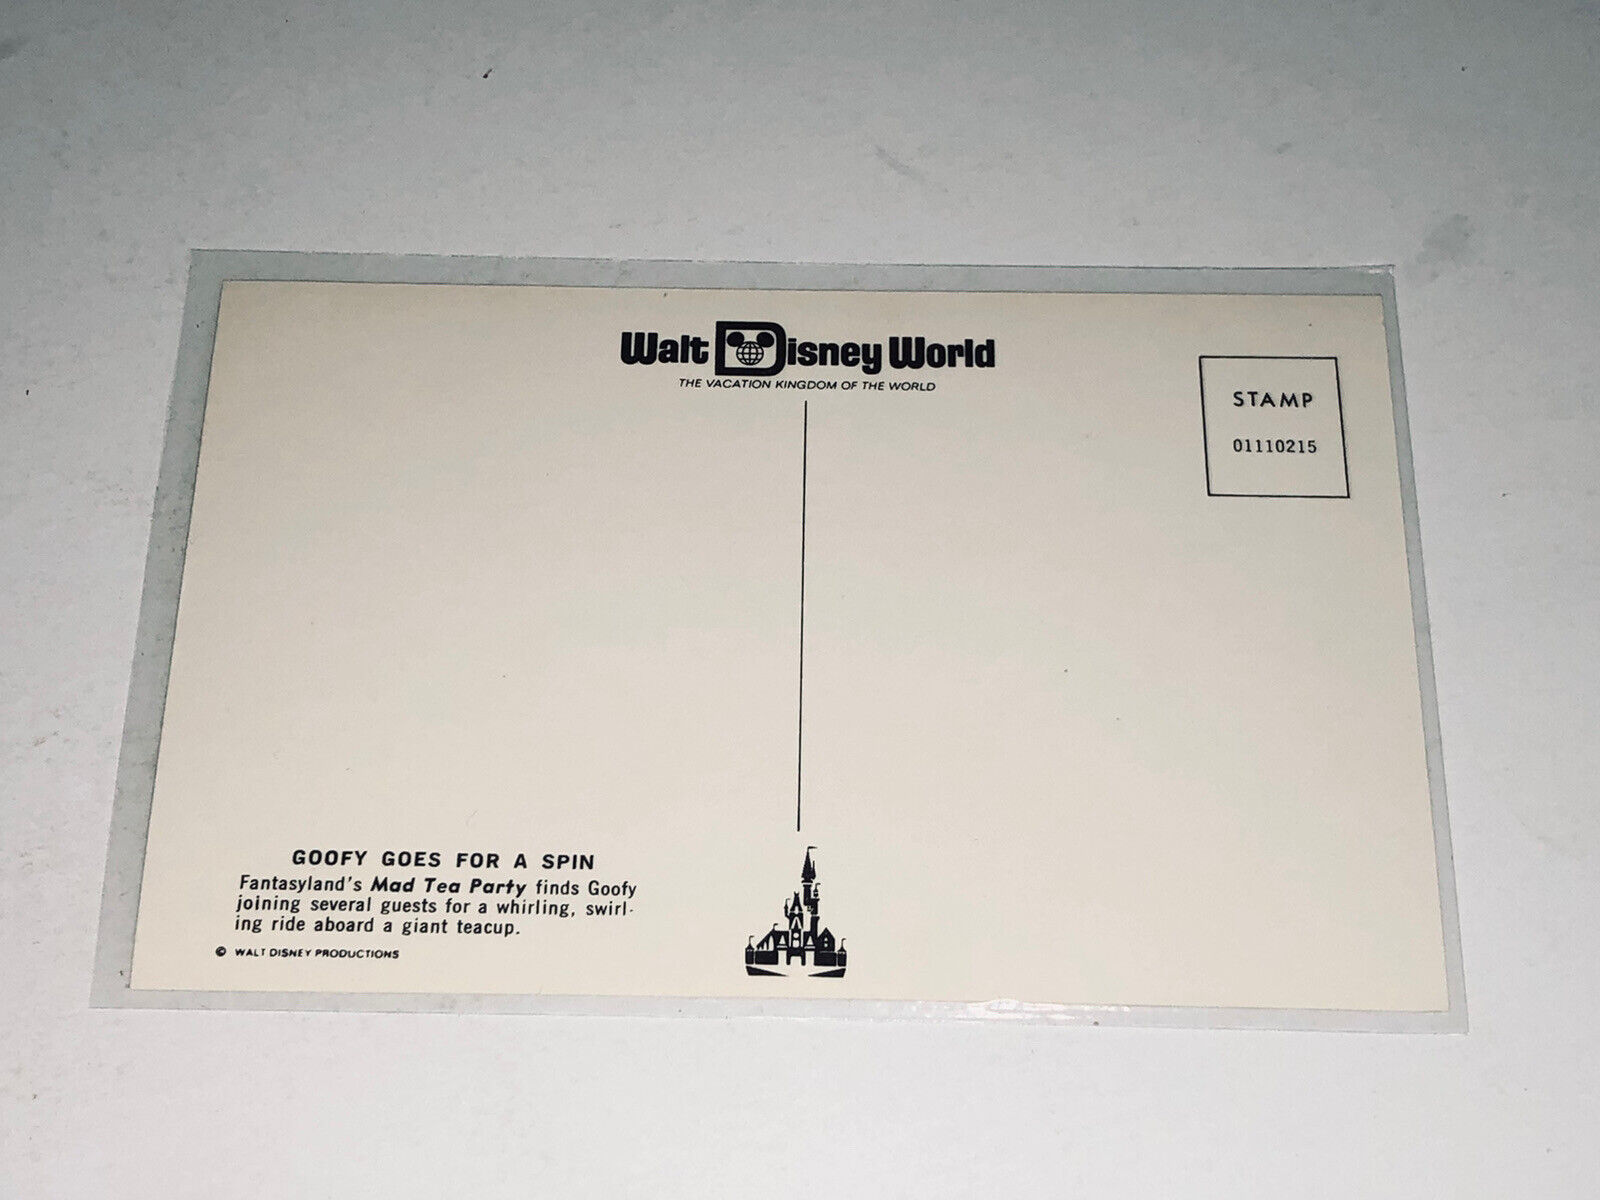 Walt Disney World
THE VACATION KINGDOM OF THE WORLD
STAMP
01110215
GOOFY GOES FOR A SPIN
Fantasyland's Mad Tea Party finds Goofy
joining several guests for a whirling, swirl-
ing ride aboard a giant teacup.
© WALT DISNEY PRODUCTIONS